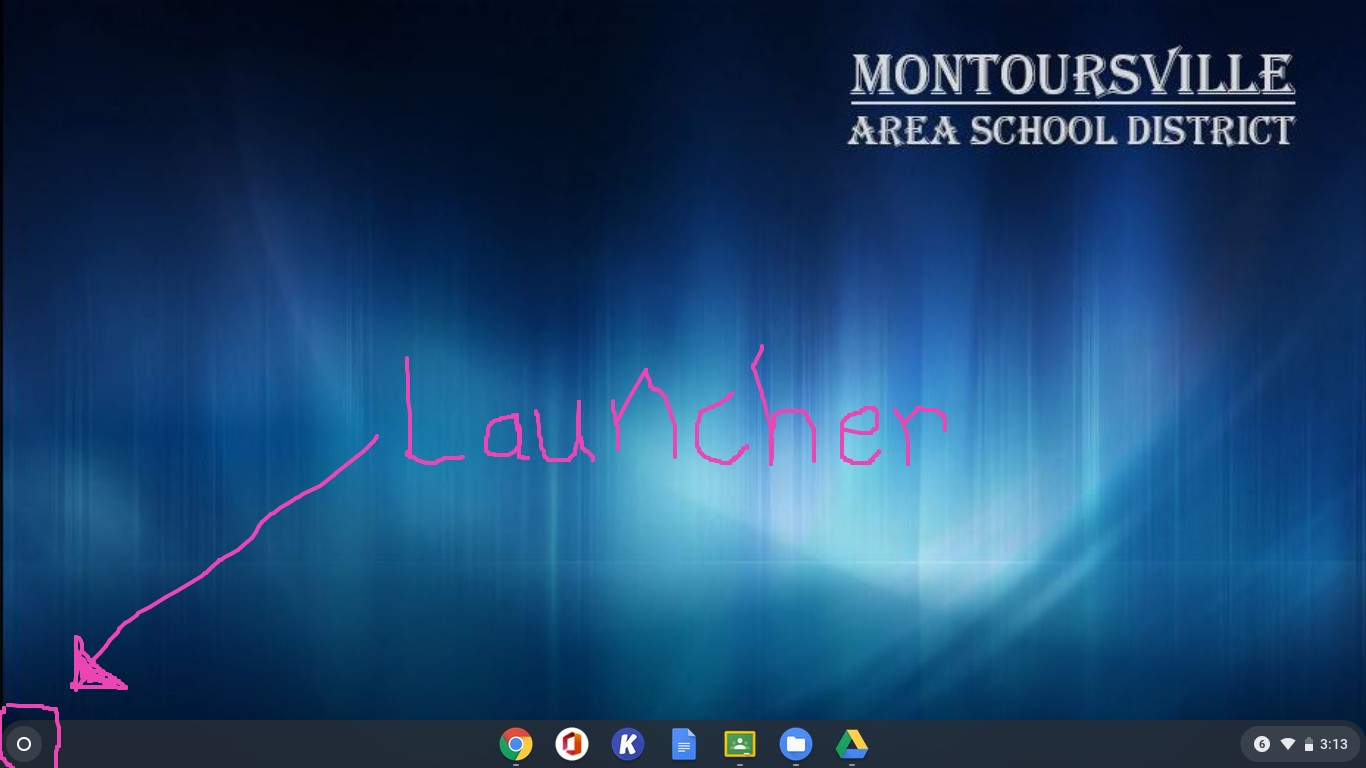 MONTOURSVILLE
AREA SCHOOL DISTRICT
Launcher
K
6 3:13